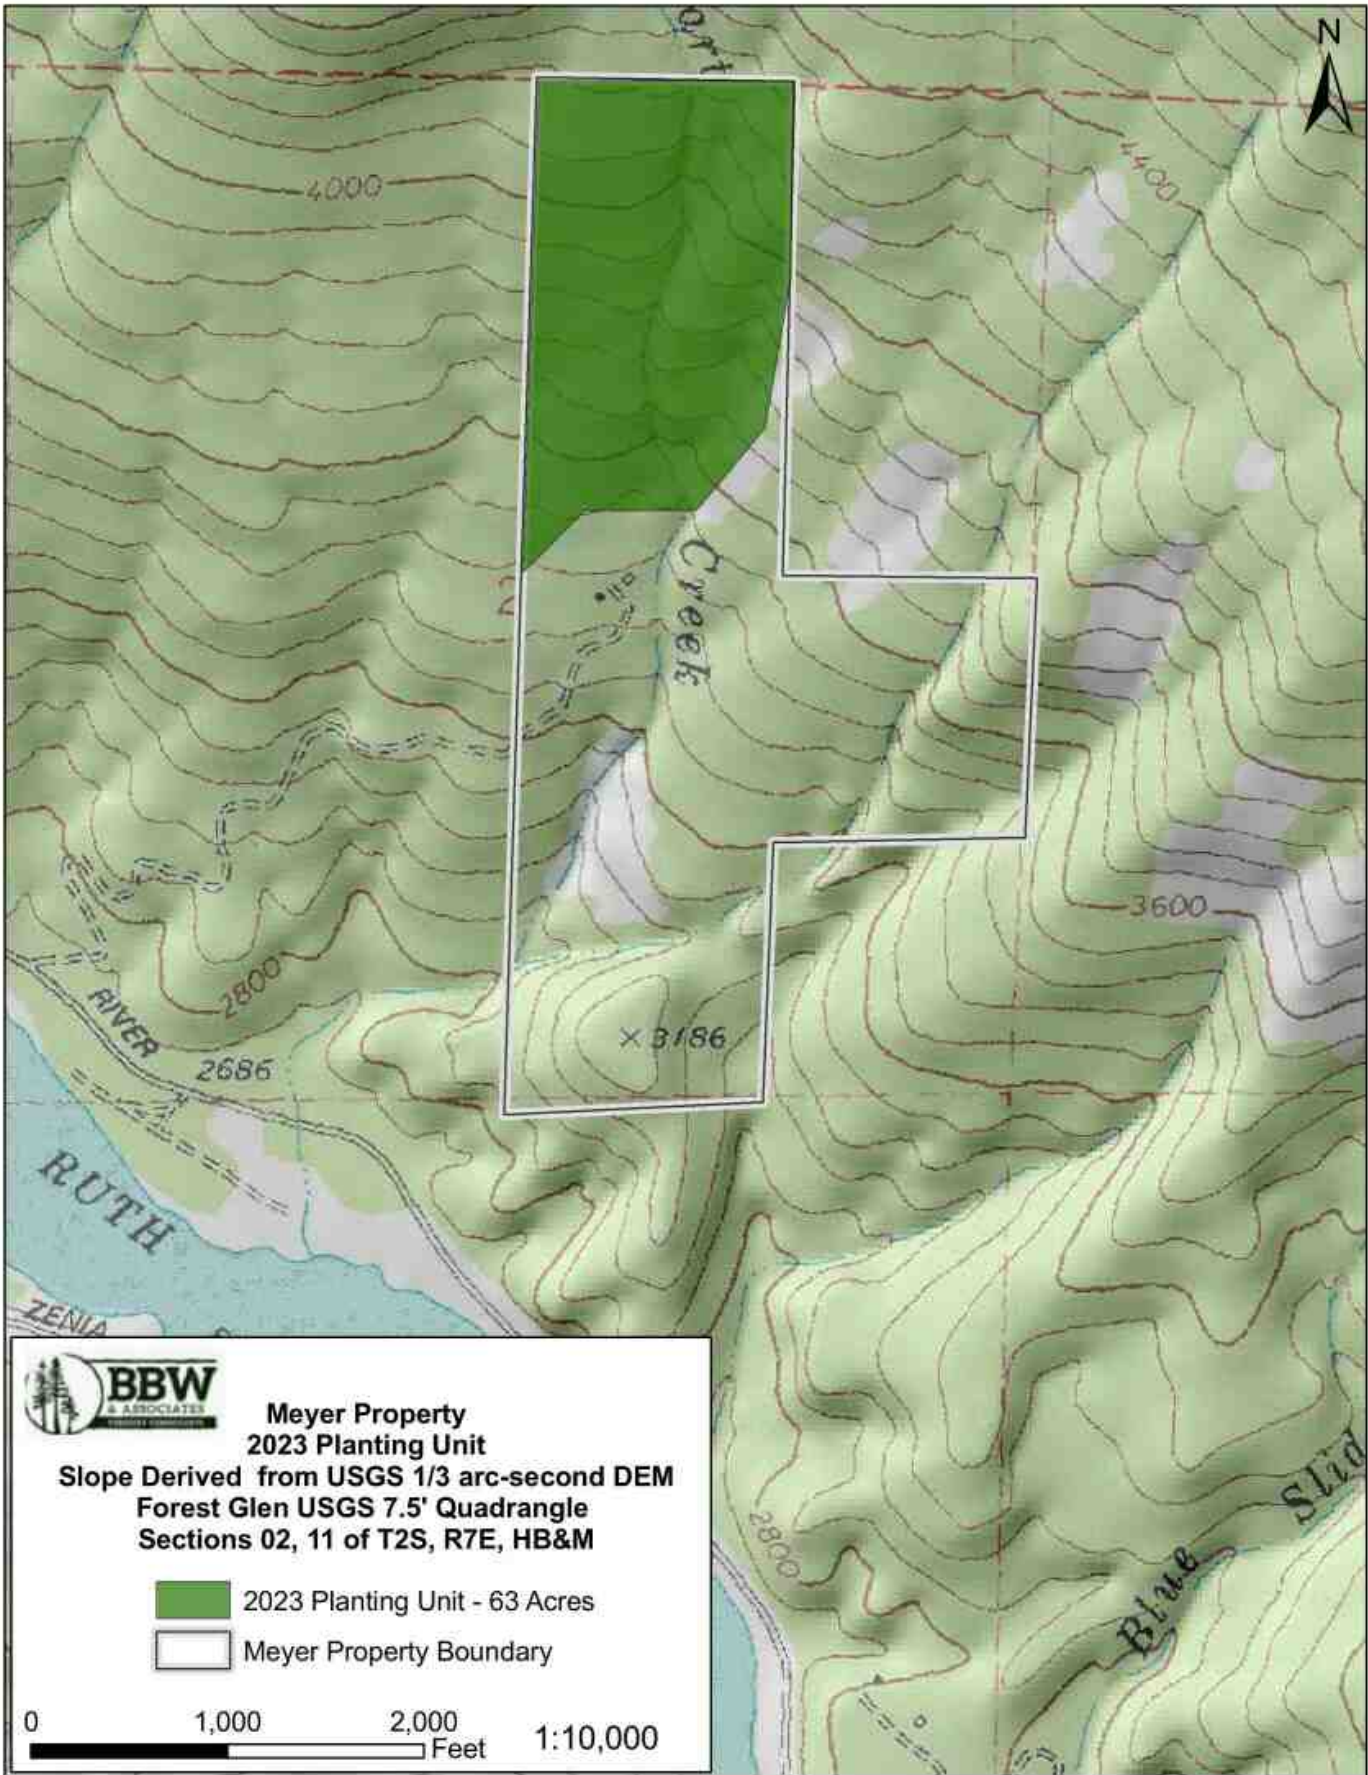 N
4000
4400
2
Creek
3600
2800
RIVER
2686
× 3186
RUTH
ZENIA
2800
Blue Slid
BBW
& ASSOCIATES
Meyer Property
2023 Planting Unit
Slope Derived from USGS 1/3 arc-second DEM
Forest Glen USGS 7.5' Quadrangle
Sections 02, 11 of T2S, R7E, HB&M
2023 Planting Unit - 63 Acres
Meyer Property Boundary
0 1,000 2,000
Feet 1:10,000